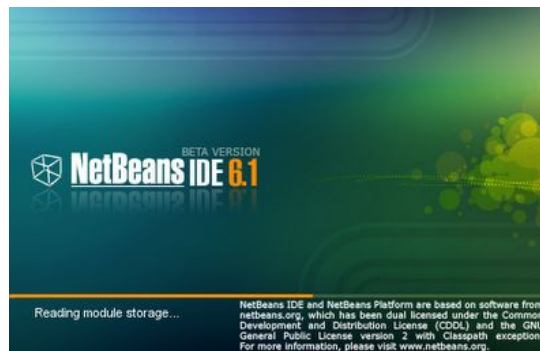 BETA VERSION
NetBeans IDE 6.1
Reading module storage...
NetBeans IDE and NetBeans Platform are based on software from
netbeans.org, which has been dual licensed under the Common
Development and Distribution License (CDDL) and the GNU
General Public License version 2 with Classpath exception.
For more information, please visit www.netbeans.org.